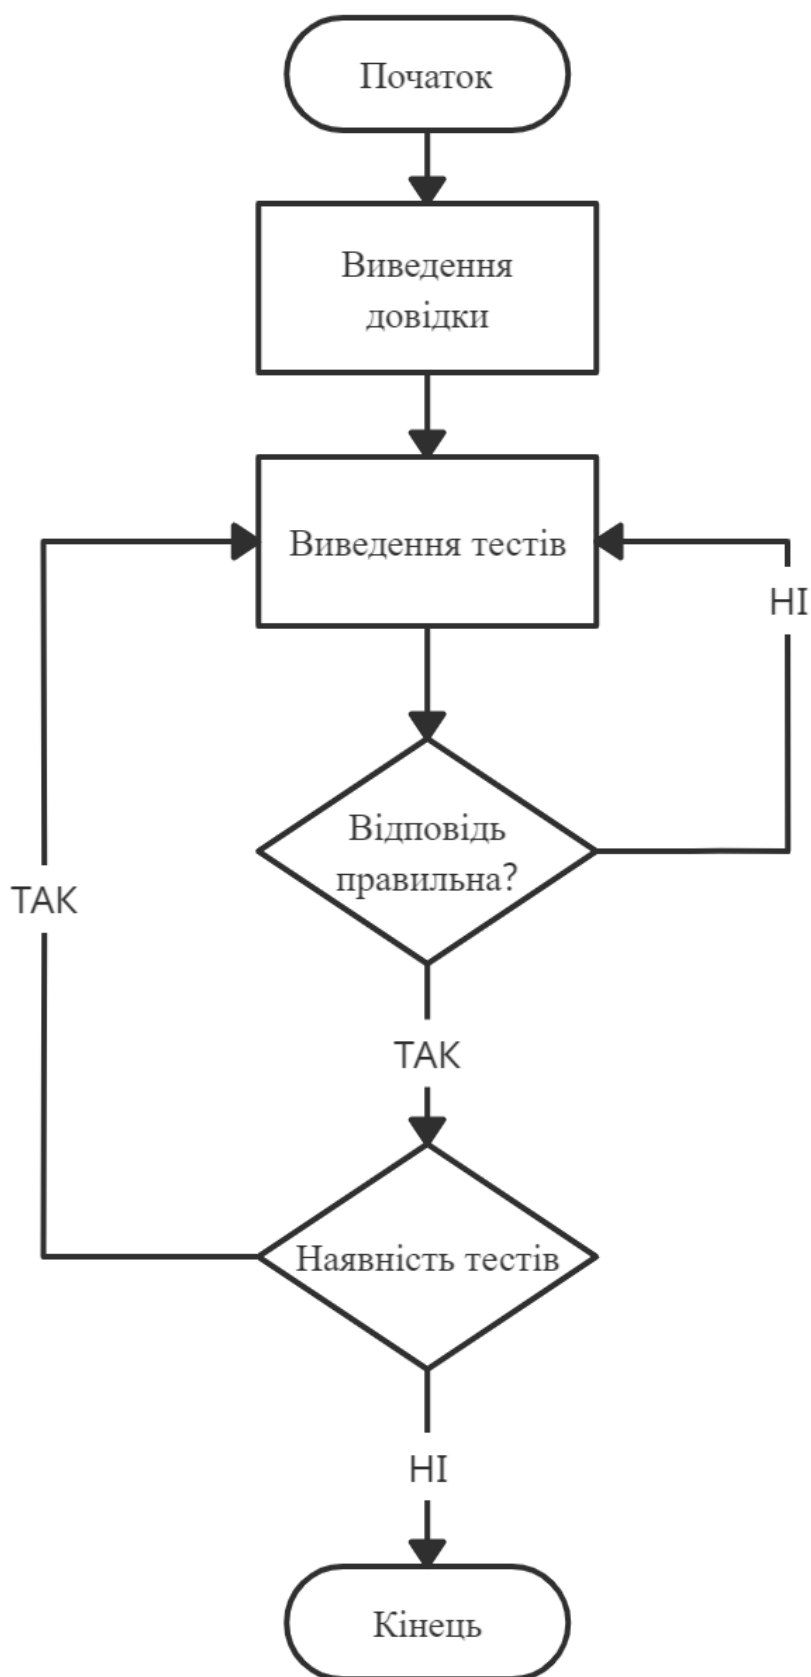 Початок
Виведення
довідки
Виведення тестів
НІ
Відповідь
правильна?
ТАК
ТАК
Наявність тестів
НІ
Кінець